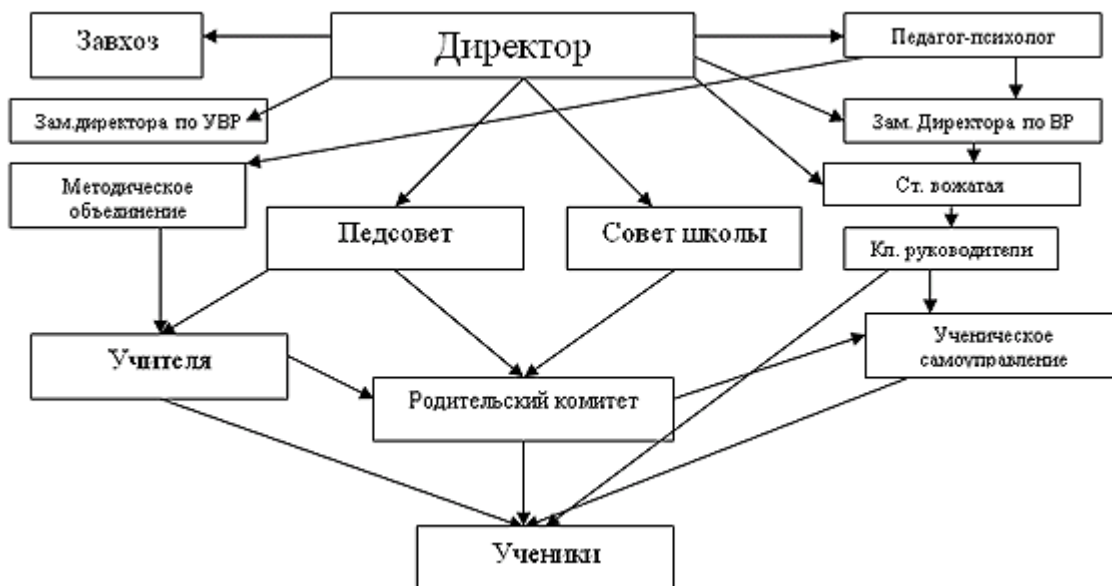 Завхоз
Директор
Педагог-психолог
Зам.директора по УВР
Зам. Директора по ВР
Методическое
объединение
Ст. вожатая
Педсовет
Совет школы
Кл. руководители
Учителя
Ученическое
самоуправление
Родительский комитет
Ученики